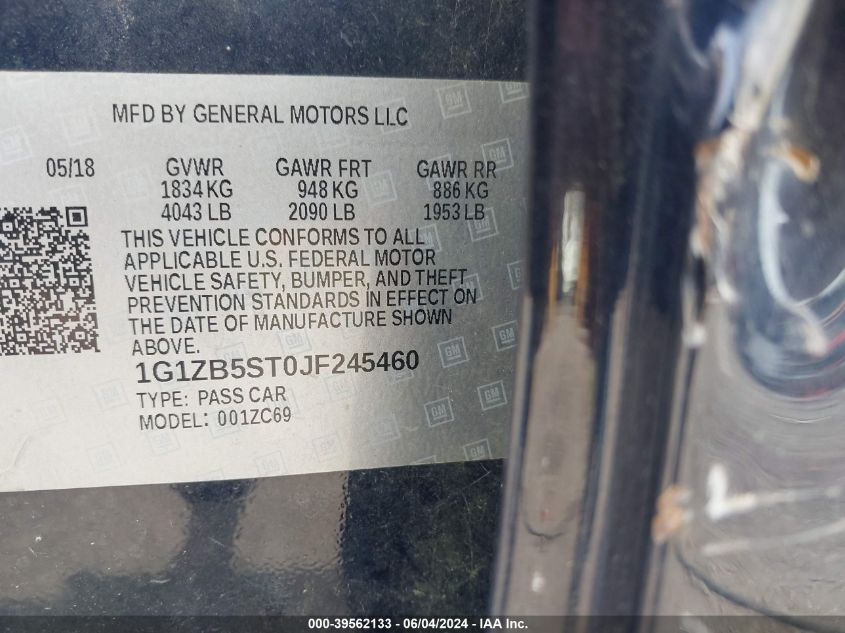 MFD BY GENERAL MOTORS LLC
05/18 GVWR GAWR FRT GAWR RR
1834 KG 948 KG 886 KG
4043 LB 2090 LB 1953 LB
THIS VEHICLE CONFORMS TO ALL
APPLICABLE U.S. FEDERAL MOTOR
VEHICLE SAFETY, BUMPER, AND THEFT
PREVENTION STANDARDS IN EFFECT ON
THE DATE OF MANUFACTURE SHOWN
ABOVE.
1G1ZB5ST0JF245460
TYPE: PASS CAR
MODEL: 001ZC69
000-39562133 - 06/04/2024 - IAAI.com